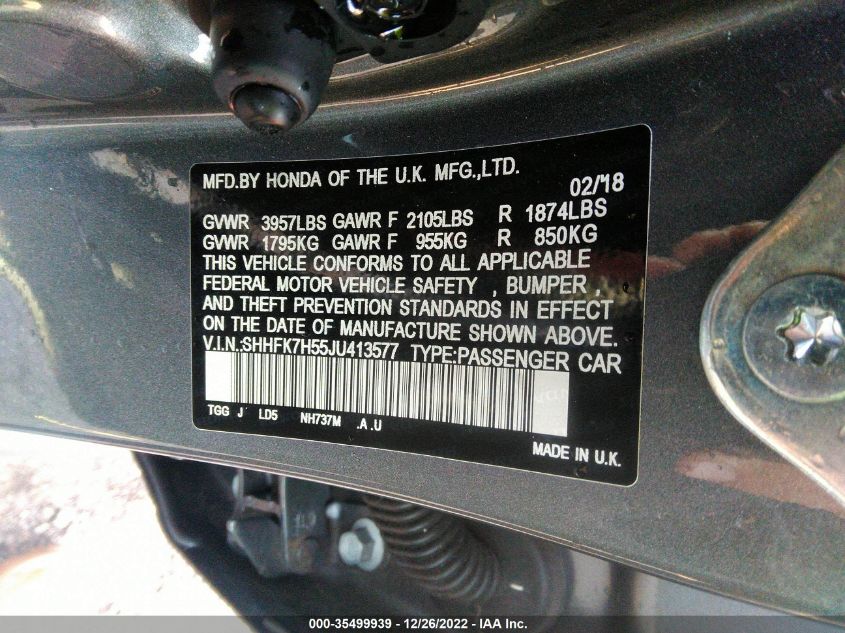 MFD.BY HONDA OF THE U.K. MFG.,LTD.
02/'18
GVWR 3957LBS GAWR F 2105LBS R 1874LBS
GVWR 1795KG GAWR F 955KG R 850KG
THIS VEHICLE CONFORMS TO ALL APPLICABLE
FEDERAL MOTOR VEHICLE SAFETY , BUMPER ,
AND THEFT PREVENTION STANDARDS IN EFFECT
ON THE DATE OF MANUFACTURE SHOWN ABOVE.
V.I.N.:SHHFK7H55JU413577 TYPE:PASSENGER CAR
TGG J LD5 NH737M .A.U
MADE IN U.K.
000-35499939 - 12/26/2022 - IAA Inc.